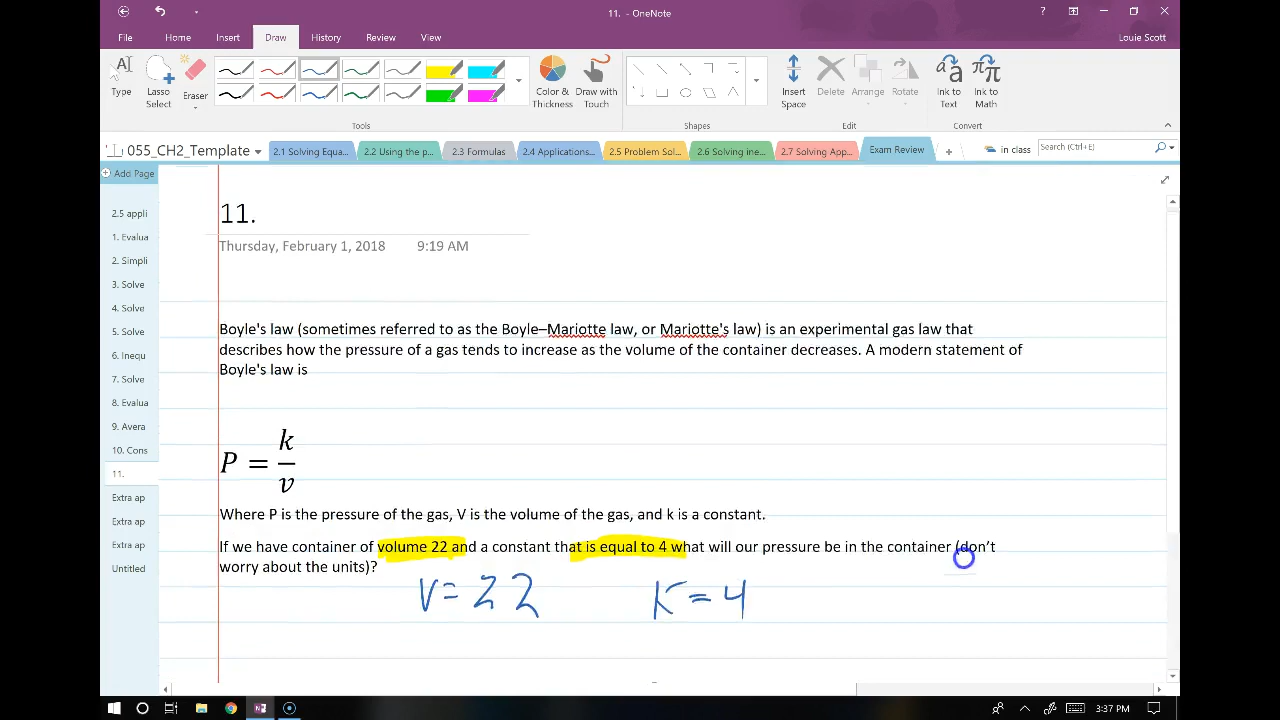 11. - OneNote
Louie Scott
File Home Insert Draw History Review View
Type
Lasso Select
Eraser
Color & Thickness
Draw with Touch
Insert Space
Delete
Arrange
Rotate
Ink to Text
Ink to Math
Tools Shapes Edit Convert
055_CH2_Template
2.1 Solving Equa...
2.2 Using the p...
2.3 Formulas
2.4 Applications...
2.5 Problem Sol...
2.6 Solving ine...
2.7 Solving App...
Exam Review
in class
Search (Ctrl+E)
Add Page
2.5 appli
1. Evalua
2. Simpli
3. Solve
4. Solve
5. Solve
6. Inequ
7. Solve
8. Evalua
9. Avera
10. Cons
11.
Extra ap
Extra ap
Extra ap
Untitled
11.
Thursday, February 1, 2018 9:19 AM
Boyle's law (sometimes referred to as the Boyle–Mariotte law, or Mariotte's law) is an experimental gas law that
describes how the pressure of a gas tends to increase as the volume of the container decreases. A modern statement of
Boyle's law is
P = k/v
Where P is the pressure of the gas, V is the volume of the gas, and k is a constant.
If we have container of volume 22 and a constant that is equal to 4 what will our pressure be in the container (don't
worry about the units)?
V = 22 K = 4
3:37 PM